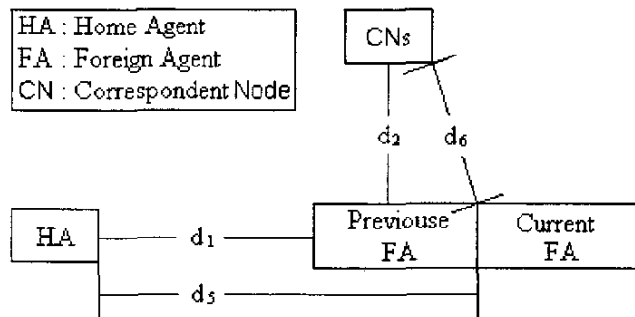 HA : Home Agent
FA : Foreign Agent
CN : Correspondent Node
CNs
d2
d6
Previouse FA
Current FA
HA
d1
d5